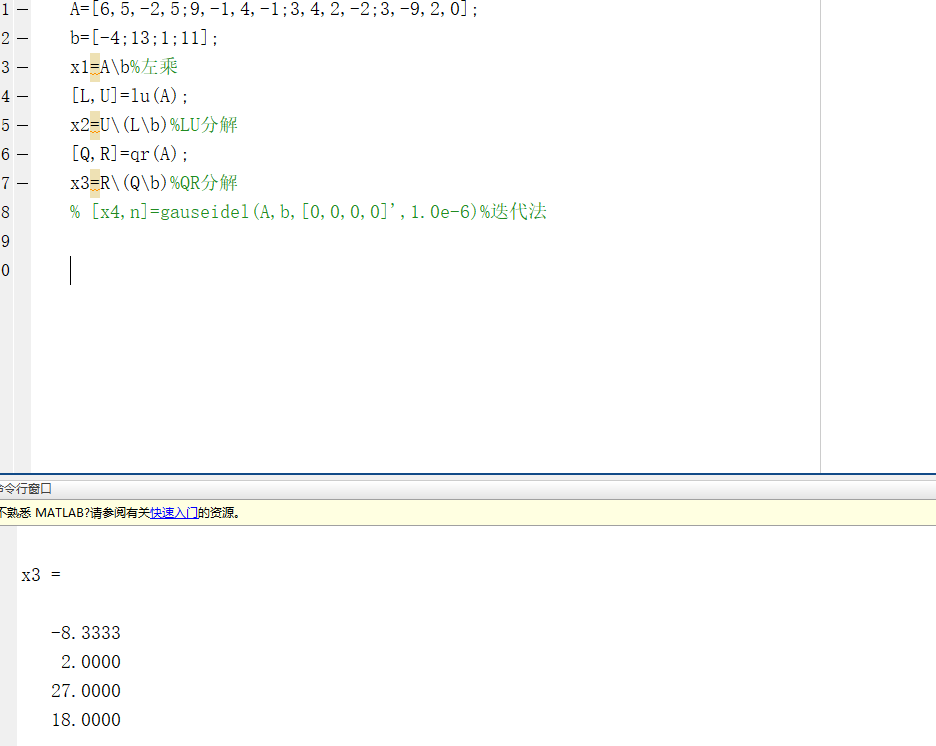 1 — A=[6,5,-2,5;9,-1,4,-1;3,4,2,-2;3,-9,2,0];
2 — b=[-4;13;1;11];
3 — x1=A\b%左乘
4 — [L,U]=lu(A);
5 — x2=U\(L\b)%LU分解
6 — [Q,R]=qr(A);
7 — x3=R\(Q\b)%QR分解
8 % [x4,n]=gauseidel(A,b,[0,0,0,0]',1.0e-6)%迭代法
9
0
命令行窗口
不熟悉 MATLAB?请参阅有关快速入门的资源。
x3 =
-8.3333
2.0000
27.0000
18.0000